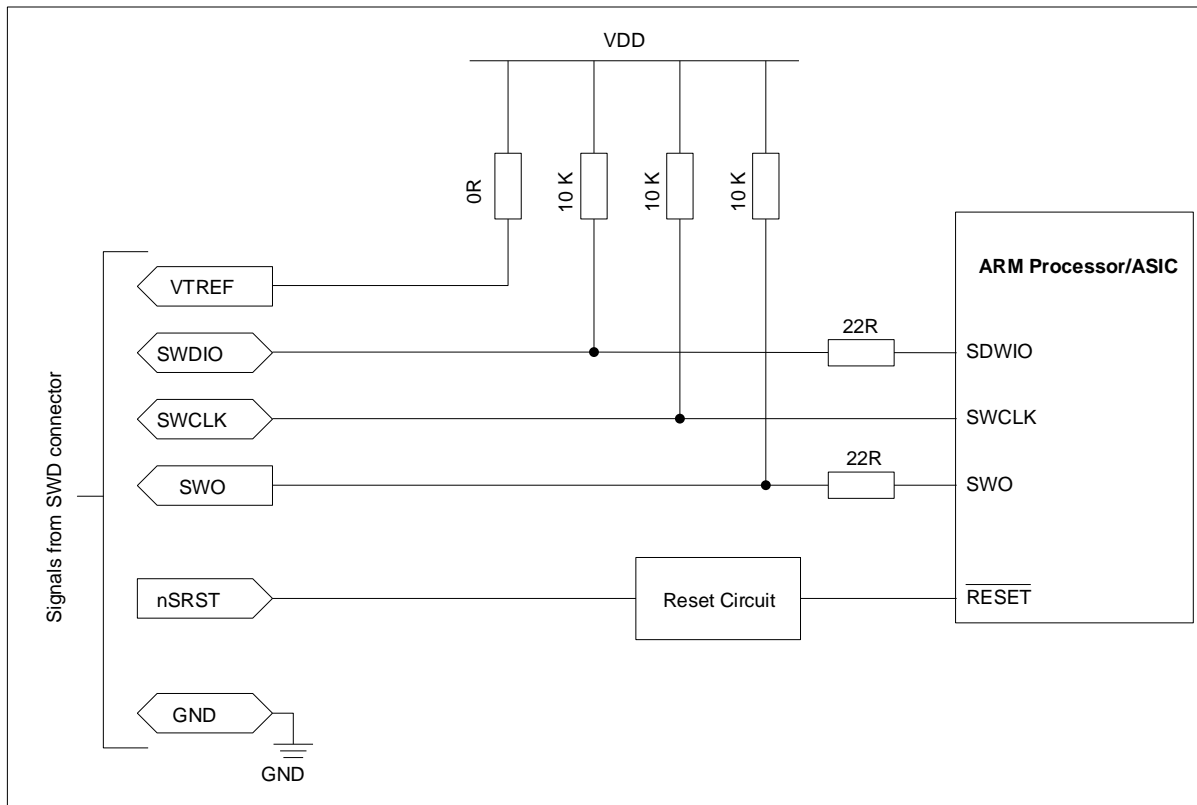 VDD
0R
10 K
10 K
10 K
ARM Processor/ASIC
VTREF
22R
SWDIO
SDWIO
SWCLK
SWCLK
22R
SWO
SWO
Signals from SWD connector
nSRST
Reset Circuit
RESET
GND
GND